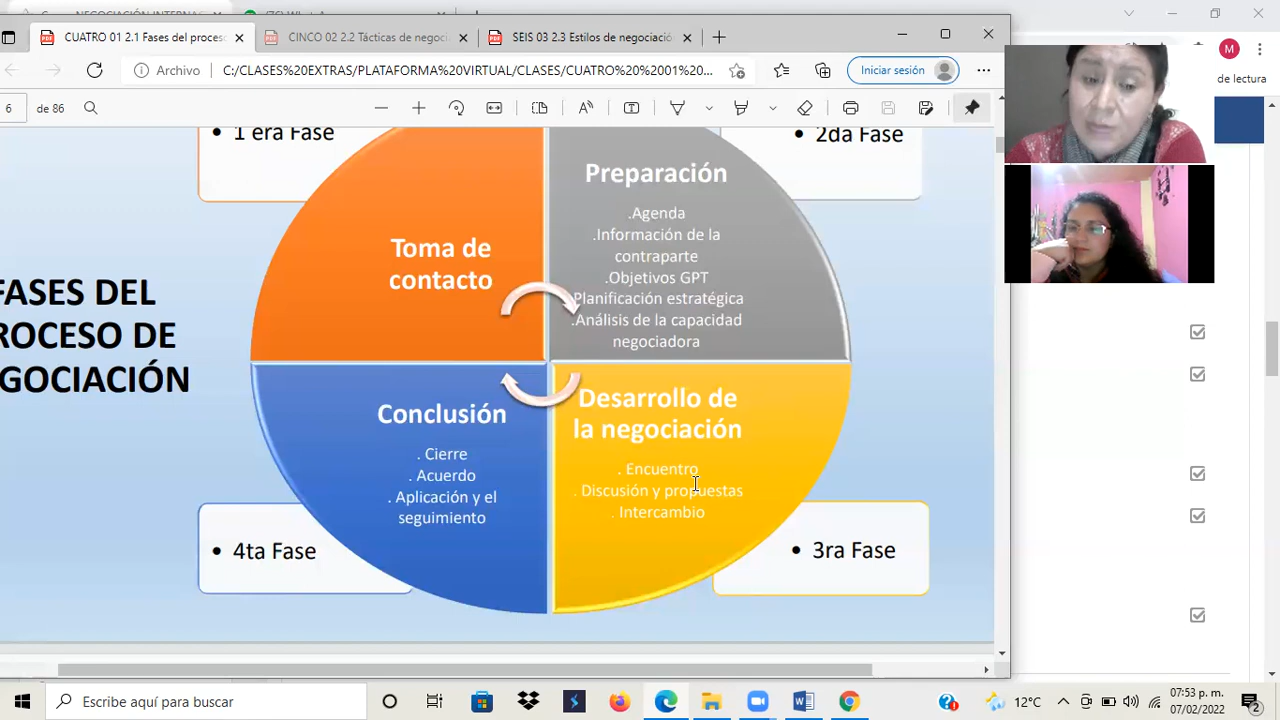 CUATRO 01 2.1 Fases del proces
CINCO 02 2.2 Tácticas de negoci
SEIS 03 2.3 Estilos de negociación
Archivo
C:/CLASES%20EXTRAS/PLATAFORMA%20VIRTUAL/CLASES/CUATRO%20%2001%20...
Iniciar sesión
M
de lectura
6 de 86
• 1 era Fase
• 2da Fase
FASES DEL
ROCESO DE
GOCIACIÓN
Toma de
contacto
Preparación
.Agenda
.Información de la
contraparte
.Objetivos GPT
Planificación estratégica
.Análisis de la capacidad
negociadora
Conclusión
. Cierre
. Acuerdo
. Aplicación y el
seguimiento
Desarrollo de
la negociación
. Encuentro
. Discusión y propuestas
. Intercambio
• 4ta Fase
• 3ra Fase
Escribe aquí para buscar
12°C
07:53 p. m.
07/02/2022
2